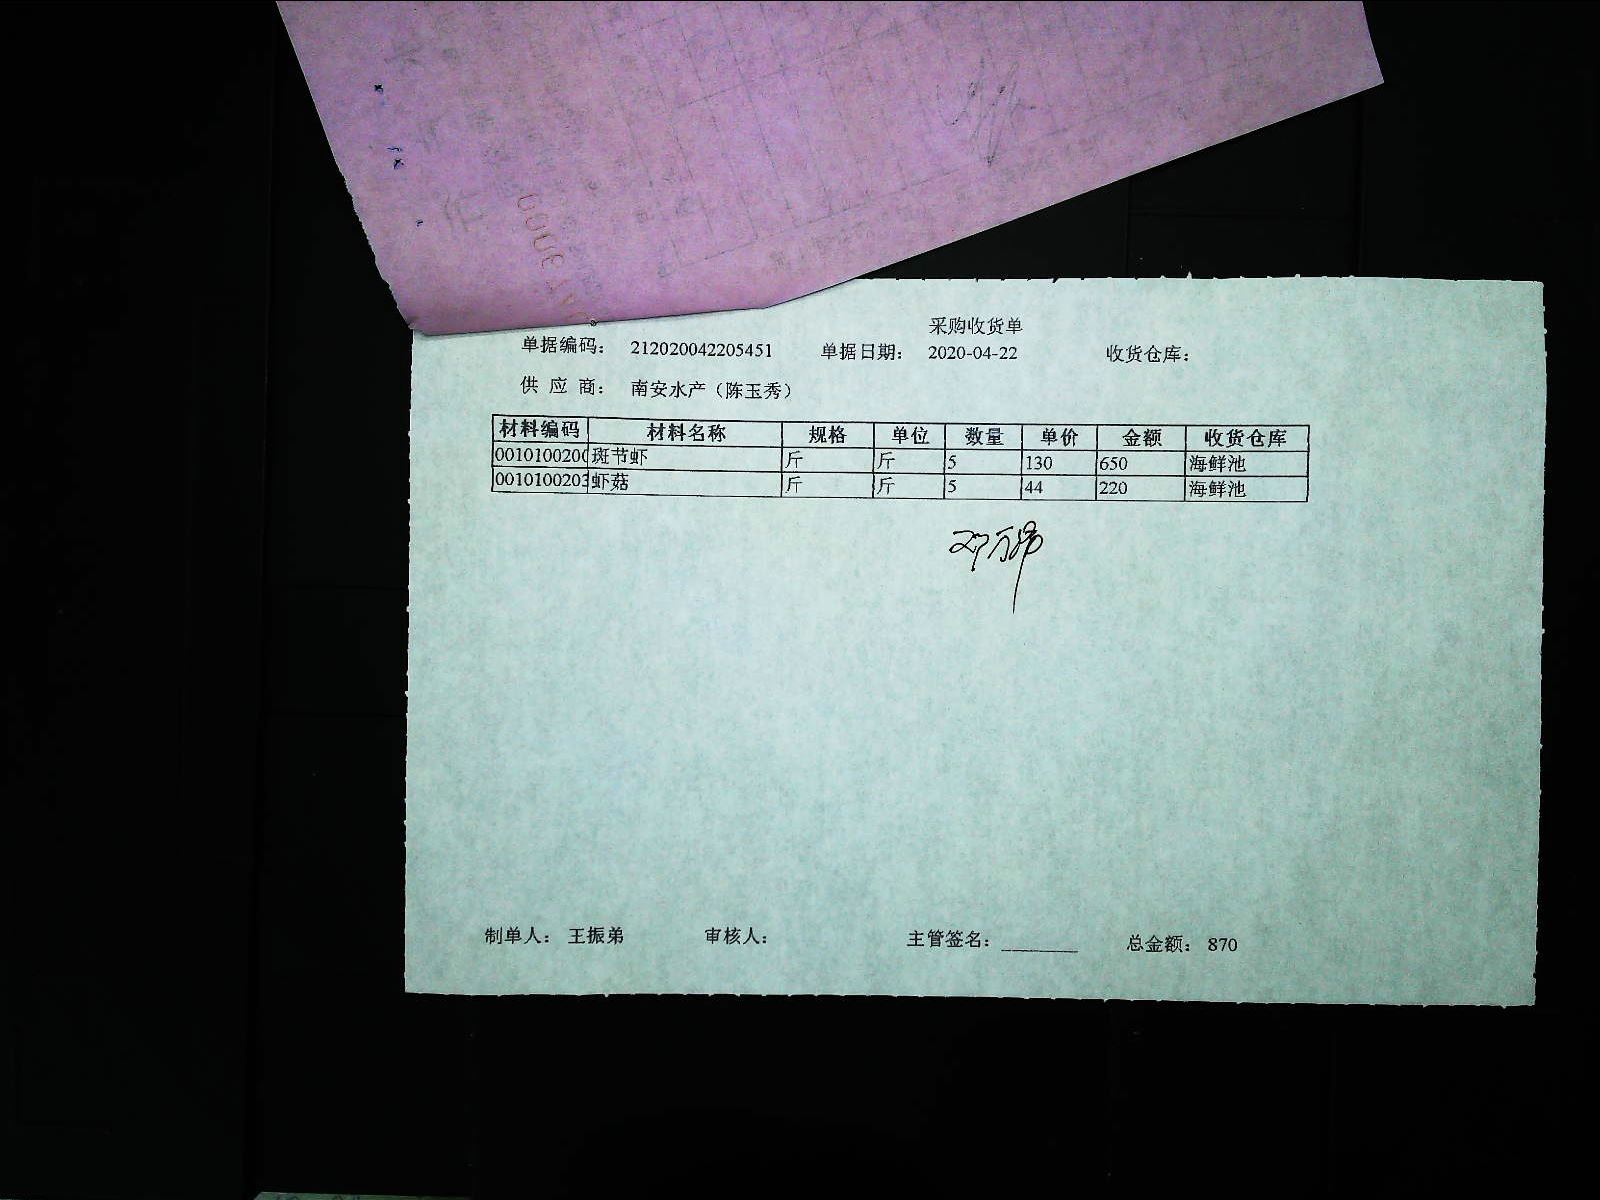 采购收货单
单据编码： 212020042205451 单据日期： 2020-04-22 收货仓库：
供 应 商： 南安水产（陈玉秀）
材料编码 材料名称 规格 单位 数量 单价 金额 收货仓库
0010100200 斑节虾 斤 斤 5 130 650 海鲜池
0010100203 虾菇 斤 斤 5 44 220 海鲜池
制单人： 王振弟 审核人： 主管签名： 总金额： 870